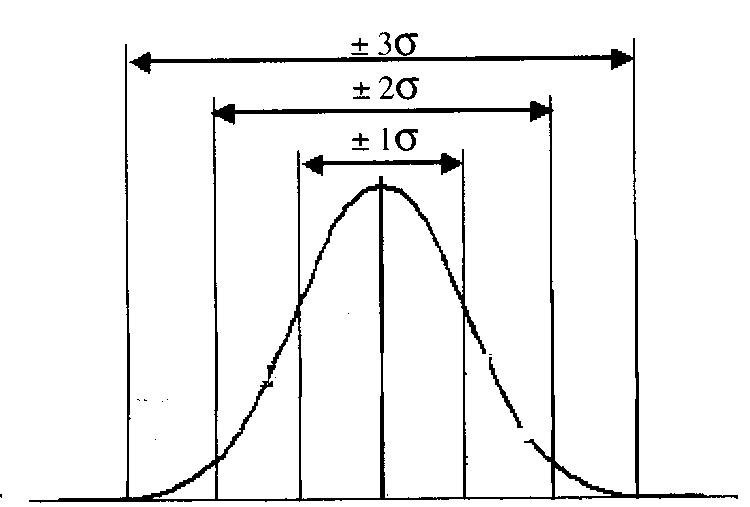 ± 3σ
± 2σ
± 1σ